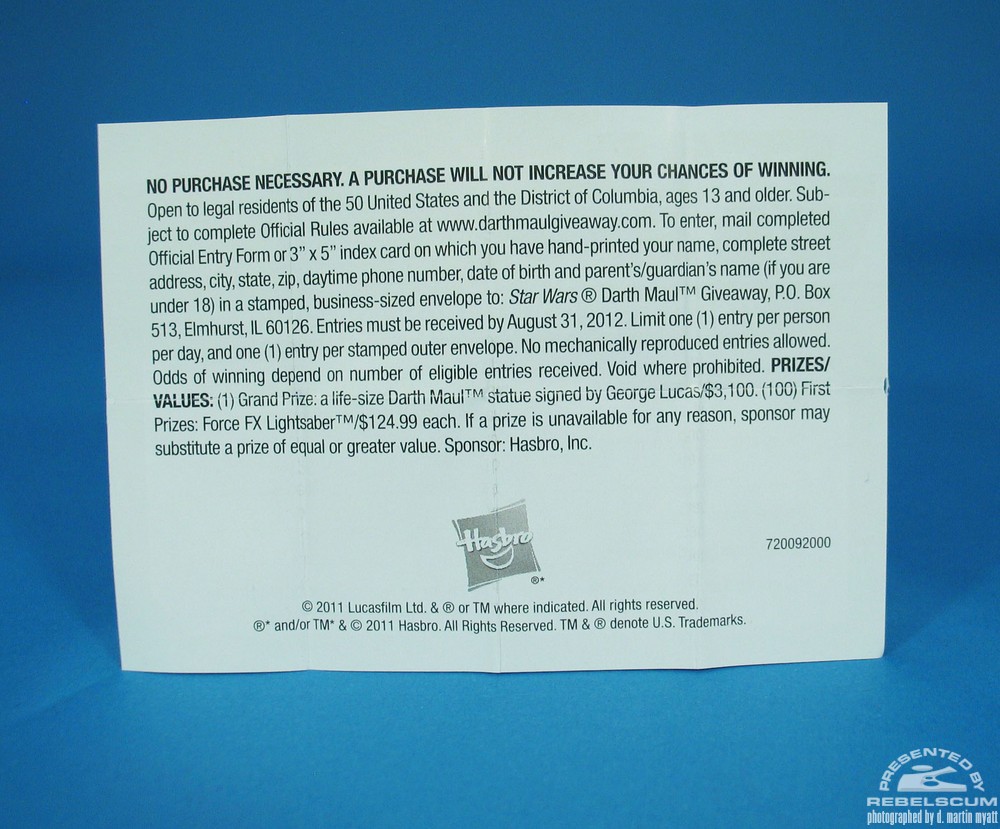 NO PURCHASE NECESSARY. A PURCHASE WILL NOT INCREASE YOUR CHANCES OF WINNING.
Open to legal residents of the 50 United States and the District of Columbia, ages 13 and older. Sub-
ject to complete Official Rules available at www.darthmaulgiveaway.com. To enter, mail completed
Official Entry Form or 3” x 5” index card on which you have hand-printed your name, complete street
address, city, state, zip, daytime phone number, date of birth and parent’s/guardian’s name (if you are
under 18) in a stamped, business-sized envelope to: Star Wars ® Darth Maul™ Giveaway, P.O. Box
513, Elmhurst, IL 60126. Entries must be received by August 31, 2012. Limit one (1) entry per person
per day, and one (1) entry per stamped outer envelope. No mechanically reproduced entries allowed.
Odds of winning depend on number of eligible entries received. Void where prohibited. PRIZES/
VALUES: (1) Grand Prize: a life-size Darth Maul™ statue signed by George Lucas/$3,100. (100) First
Prizes: Force FX Lightsaber™/$124.99 each. If a prize is unavailable for any reason, sponsor may
substitute a prize of equal or greater value. Sponsor: Hasbro, Inc.
Hasbro
®*
720092000
© 2011 Lucasfilm Ltd. & ® or TM where indicated. All rights reserved.
®* and/or TM* & © 2011 Hasbro. All Rights Reserved. TM & ® denote U.S. Trademarks.
PRESENTED BY
REBELSCUM
photographed by d. martin myatt